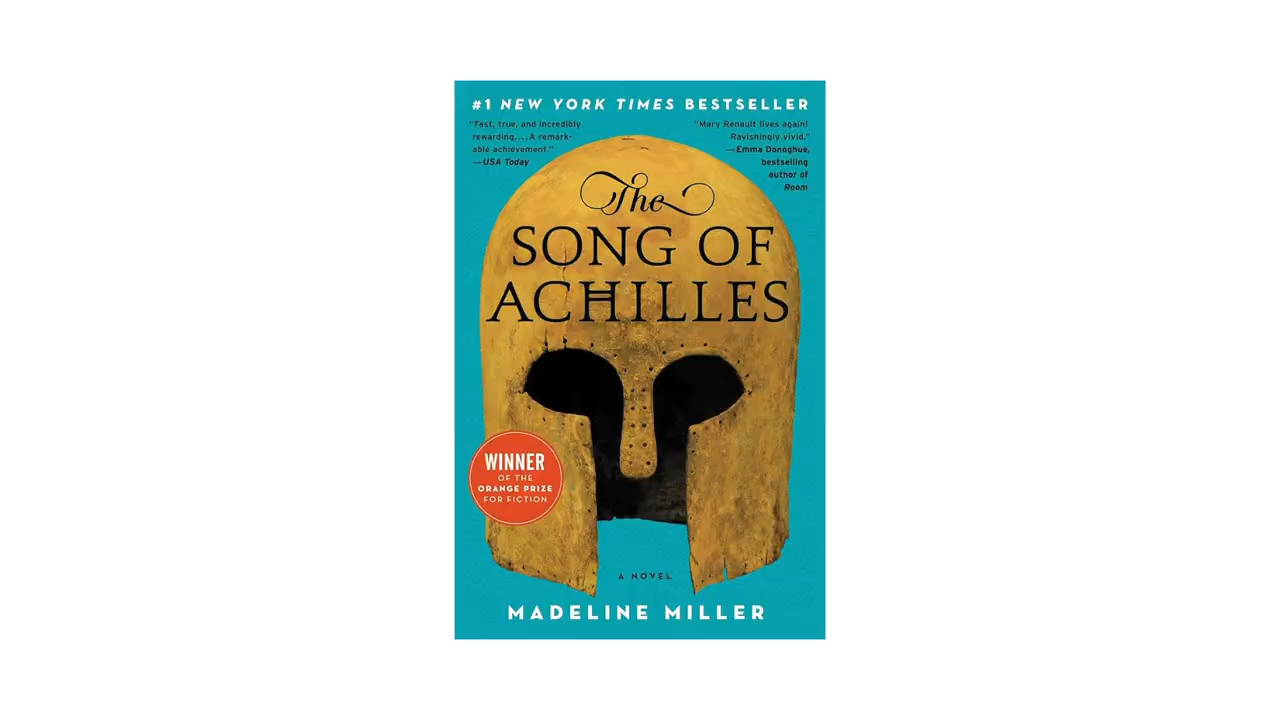 #1 NEW YORK TIMES BESTSELLER
"Fast, true, and incredibly
rewarding.... A remark-
able achievement."
—USA Today
"Mary Renault lives again!
Ravishingly vivid."
—Emma Donoghue,
bestselling
author of
Room
The
SONG OF
ACHILLES
WINNER
OF THE
ORANGE PRIZE
FOR FICTION
A NOVEL
MADELINE MILLER